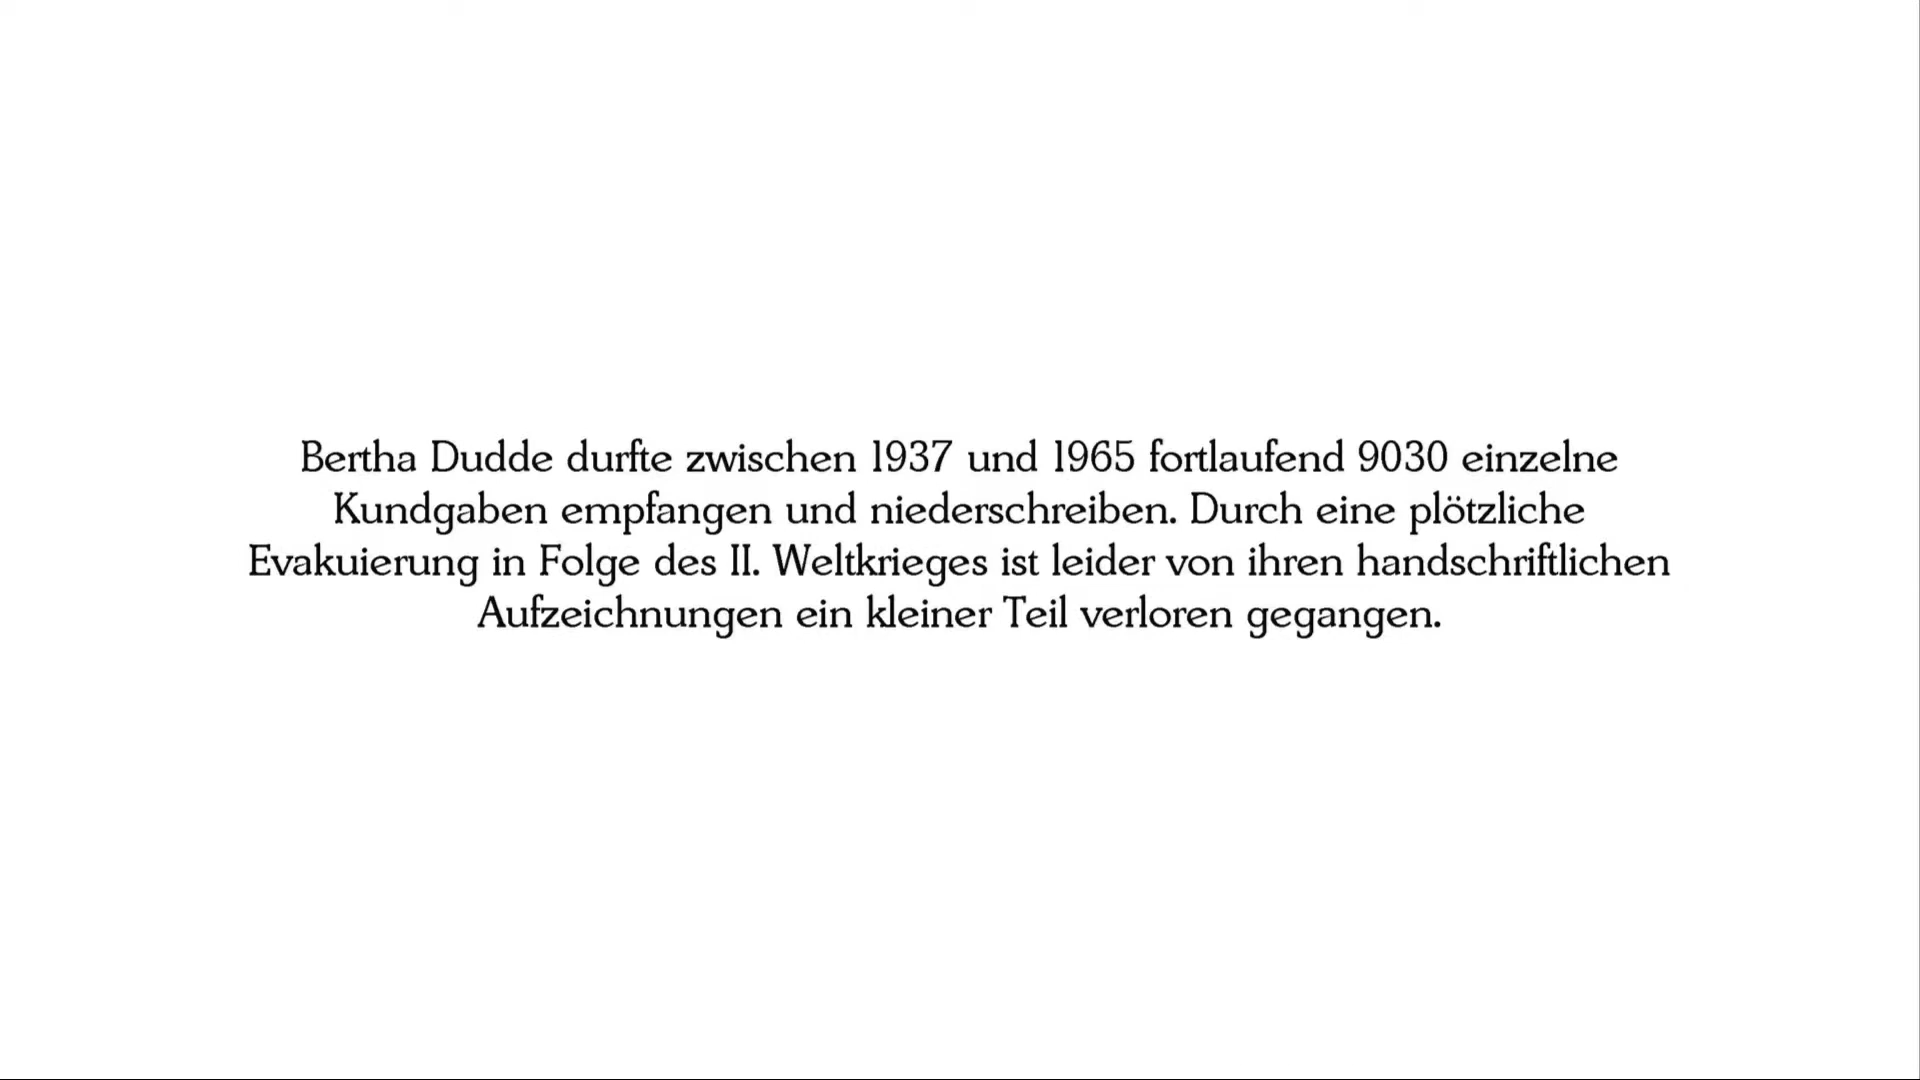 Bertha Dudde durfte zwischen 1937 und 1965 fortlaufend 9030 einzelne
Kundgaben empfangen und niederschreiben. Durch eine plötzliche
Evakuierung in Folge des II. Weltkrieges ist leider von ihren handschriftlichen
Aufzeichnungen ein kleiner Teil verloren gegangen.